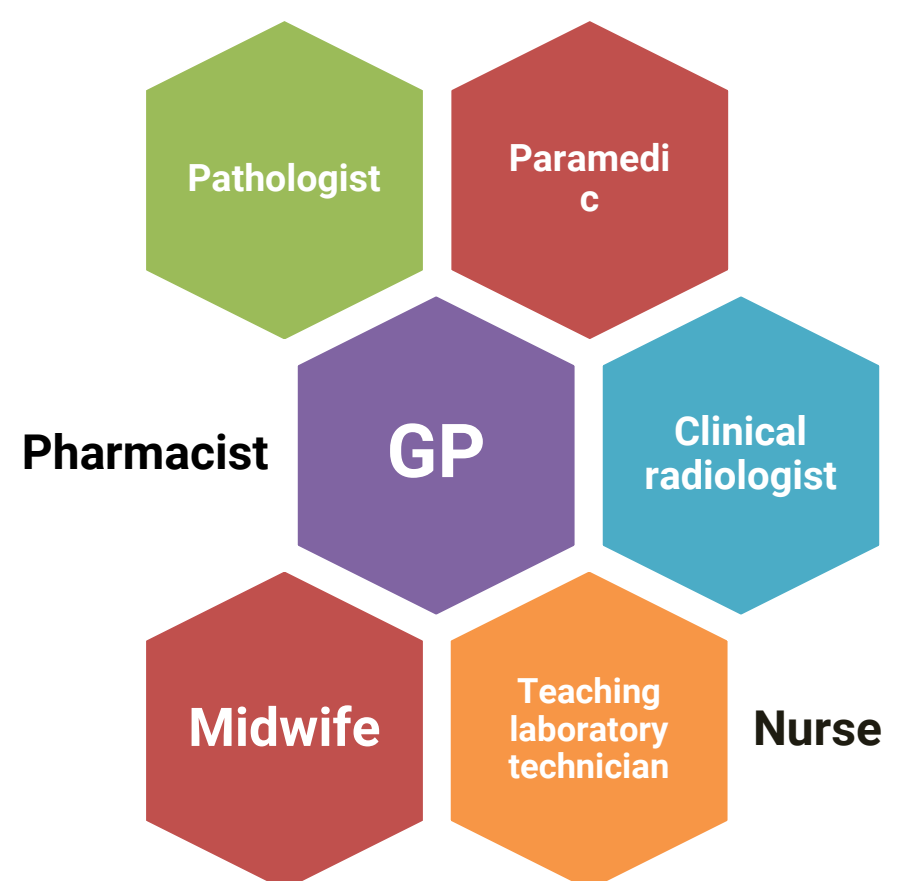 Pathologist
Paramedi
c
Pharmacist
GP
Clinical
radiologist
Midwife
Teaching
laboratory
technician
Nurse